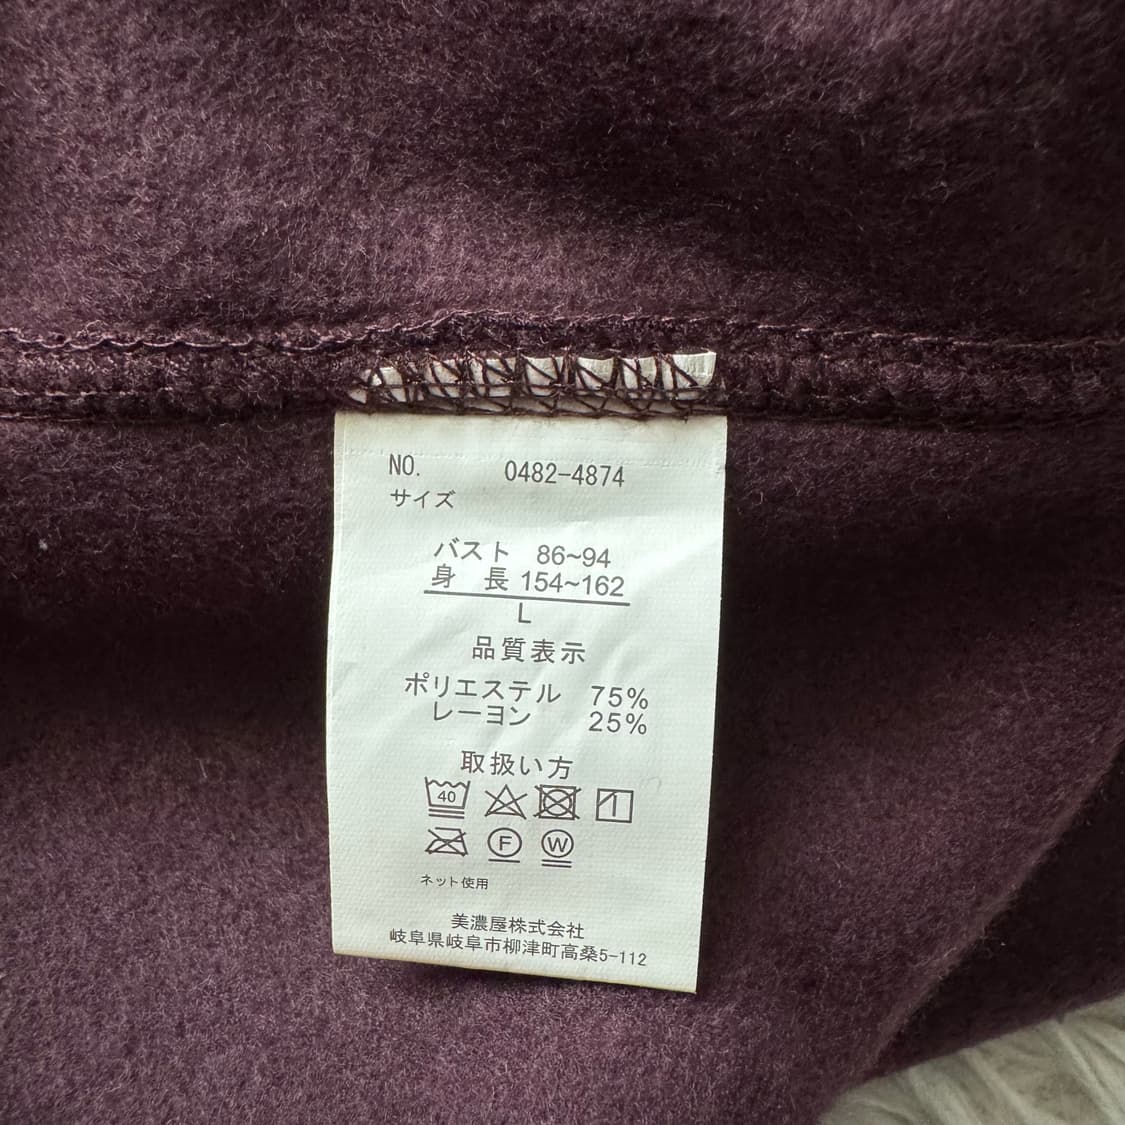 NO. 0482-4874
サイズ
バスト 86~94
身 長 154~162
L
品質表示
ポリエステル 75%
レーヨン 25%
取扱い方
40
F W
ネット使用
美濃屋株式会社
岐阜県岐阜市柳津町高桑5-112